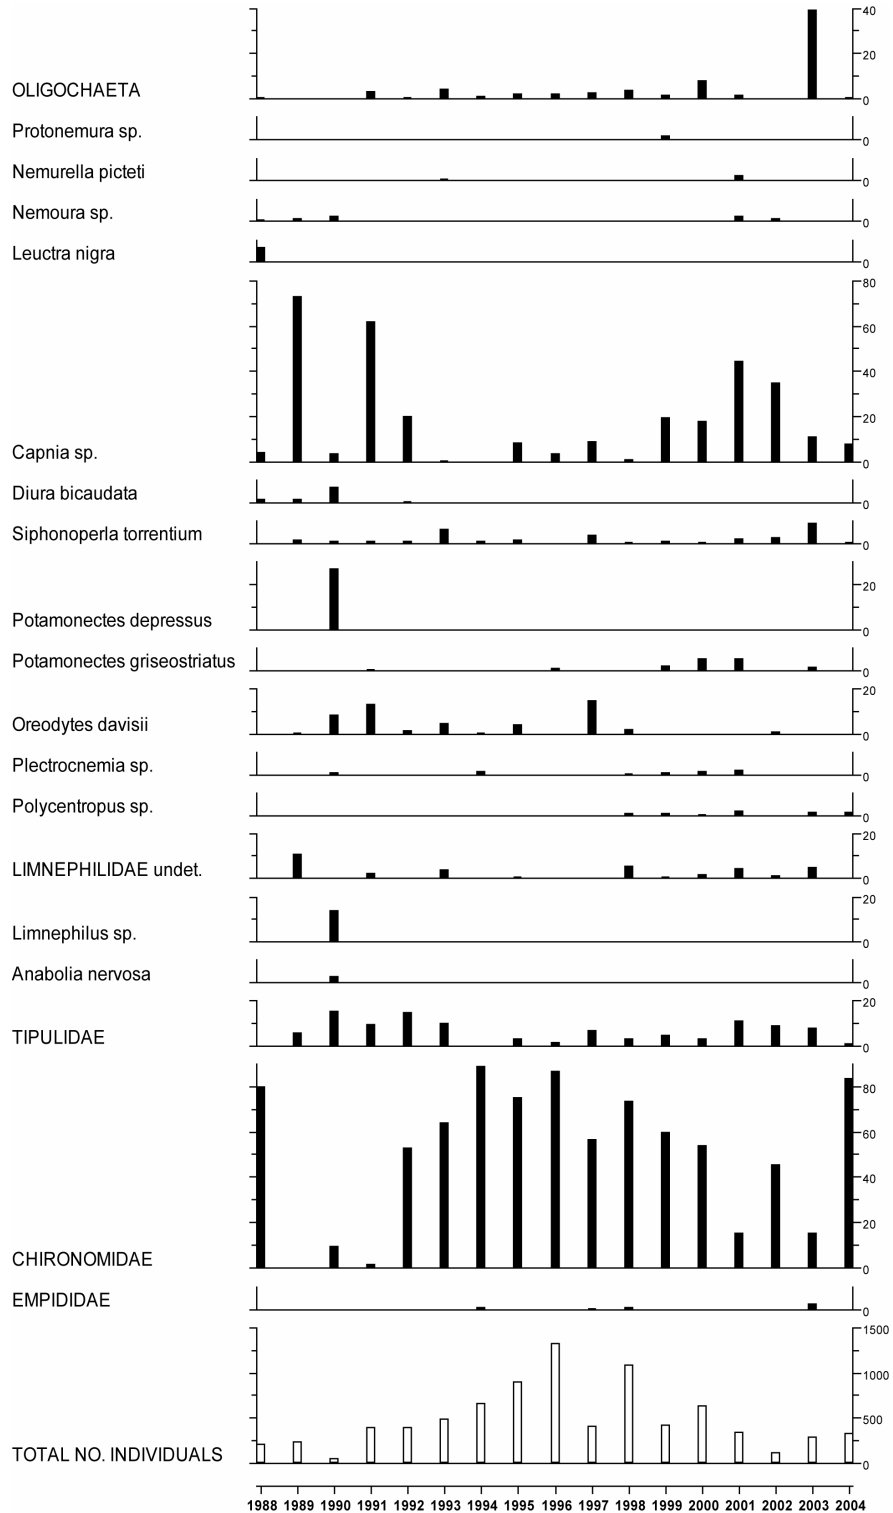 40
20
OLIGOCHAETA
0
Protonemura sp.
0
Nemurella picteti
0
Nemoura sp.
0
Leuctra nigra
0
80
60
40
20
Capnia sp.
0
Diura bicaudata
0
Siphonoperla torrentium
0
20
Potamonectes depressus
0
Potamonectes griseostriatus
0
20
Oreodytes davisii
0
Plectrocnemia sp.
0
Polycentropus sp.
0
20
LIMNEPHILIDAE undet.
0
20
Limnephilus sp.
0
Anabolia nervosa
0
20
TIPULIDAE
0
80
60
40
20
CHIRONOMIDAE
0
EMPIDIDAE
0
1500
1000
500
TOTAL NO. INDIVIDUALS
0
1988 1989 1990 1991 1992 1993 1994 1995 1996 1997 1998 1999 2000 2001 2002 2003 2004